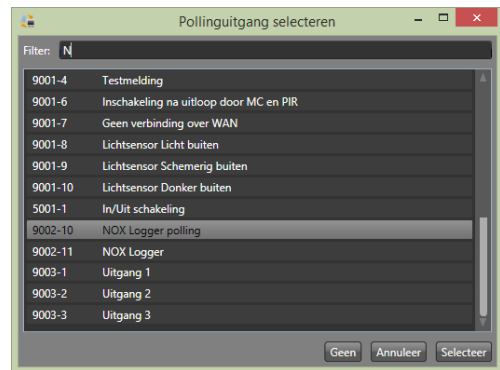 Pollinguitgang selecteren
Filter: N
9001-4 Testmelding
9001-6 Inschakeling na uitloop door MC en PIR
9001-7 Geen verbinding over WAN
9001-8 Lichtsensor Licht buiten
9001-9 Lichtsensor Schemerig buiten
9001-10 Lichtsensor Donker buiten
5001-1 In/Uit schakeling
9002-10 NOX Logger polling
9002-11 NOX Logger
9003-1 Uitgang 1
9003-2 Uitgang 2
9003-3 Uitgang 3
Geen Annuleer Selecteer